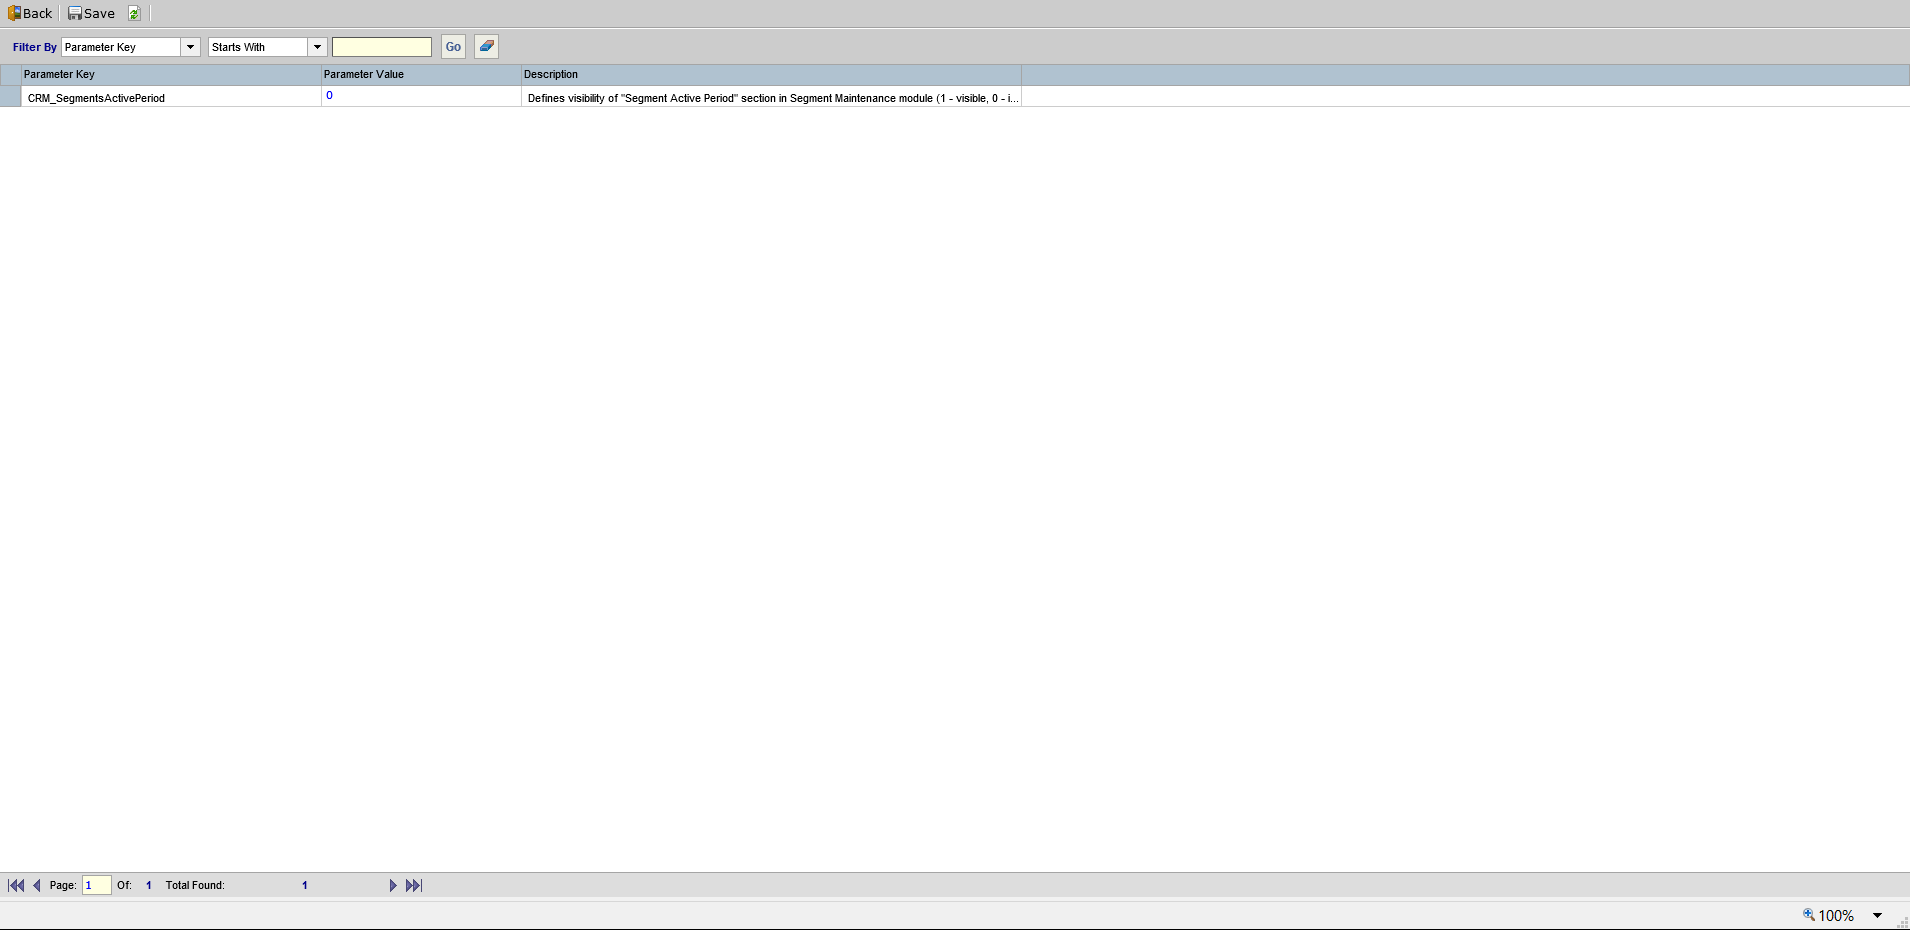 Back Save
Filter By Parameter Key Starts With Go
Parameter Key Parameter Value Description
CRM_SegmentsActivePeriod 0 Defines visibility of "Segment Active Period" section in Segment Maintenance module (1 - visible, 0 - i...
Page: 1 Of: 1 Total Found: 1
100%